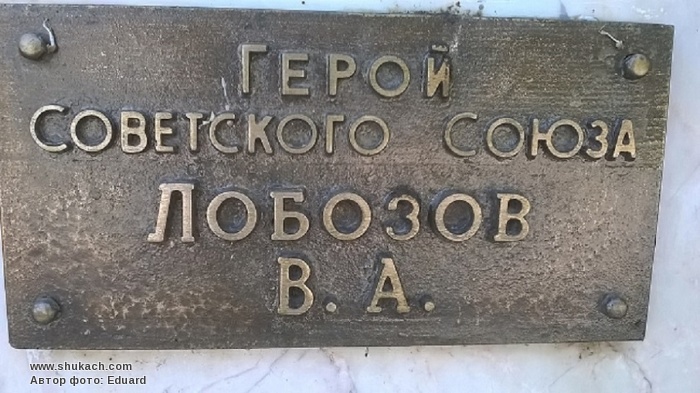 Герой
Советского Союза
Лобозов
В. А.
www.shukach.com
Автор фото: Eduard